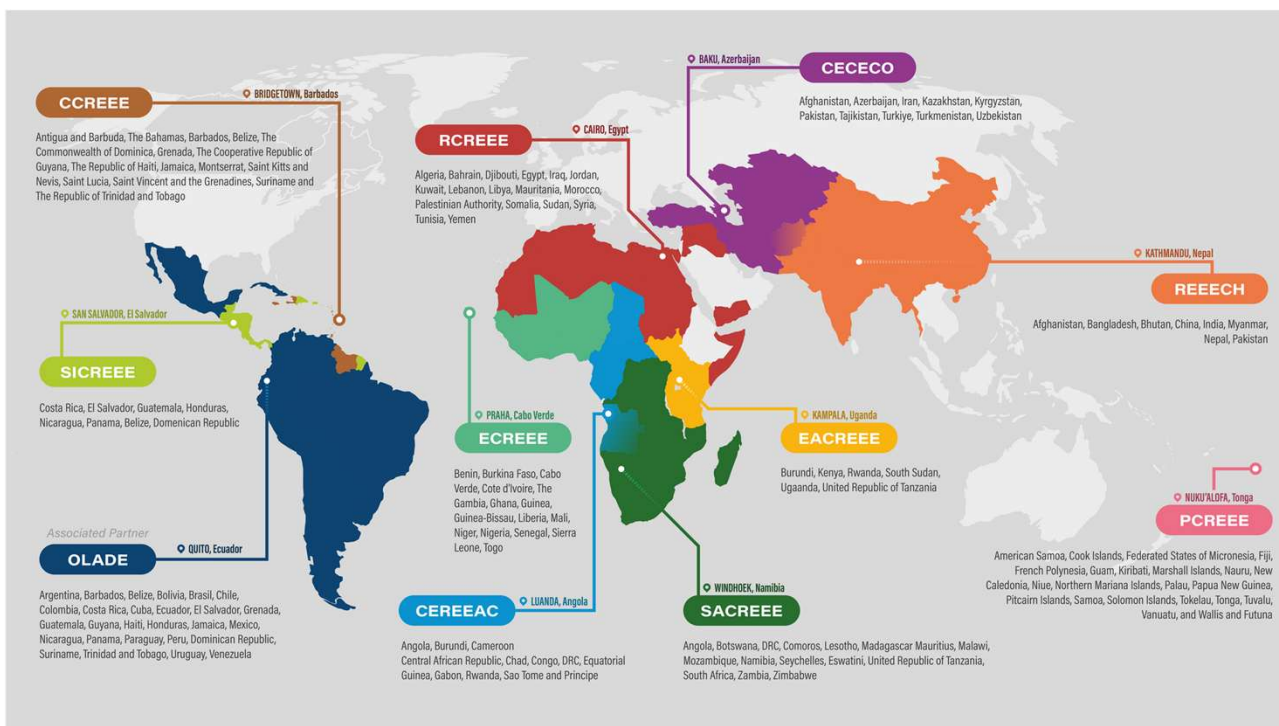 BAKU, Azerbaijan
CECECO
Afghanistan, Azerbaijan, Iran, Kazakhstan, Kyrgyzstan,
Pakistan, Tajikistan, Turkiye, Turkmenistan, Uzbekistan
BRIDGETOWN, Barbados
CCREEE
Antigua and Barbuda, The Bahamas, Barbados, Belize, The
Commonwealth of Dominica, Grenada, The Cooperative Republic of
Guyana, The Republic of Haiti, Jamaica, Montserrat, Saint Kitts and
Nevis, Saint Lucia, Saint Vincent and the Grenadines, Suriname and
The Republic of Trinidad and Tobago
CAIRO, Egypt
RCREEE
Algeria, Bahrain, Djibouti, Egypt, Iraq, Jordan,
Kuwait, Lebanon, Libya, Mauritania, Morocco,
Palestinian Authority, Somalia, Sudan, Syria,
Tunisia, Yemen
KATHMANDU, Nepal
REEECH
Afghanistan, Bangladesh, Bhutan, China, India, Myanmar,
Nepal, Pakistan
SAN SALVADOR, El Salvador
SICREEE
Costa Rica, El Salvador, Guatemala, Honduras,
Nicaragua, Panama, Belize, Domenican Republic
PRAHA, Cabo Verde
ECREEE
Benin, Burkina Faso, Cabo
Verde, Cote d'Ivoire, The
Gambia, Ghana, Guinea,
Guinea-Bissau, Liberia, Mali,
Niger, Nigeria, Senegal, Sierra
Leone, Togo
KAMPALA, Uganda
EACREEE
Burundi, Kenya, Rwanda, South Sudan,
Ugaanda, United Republic of Tanzania
NUKU'ALOFA, Tonga
PCREEE
American Samoa, Cook Islands, Federated States of Micronesia, Fiji,
French Polynesia, Guam, Kiribati, Marshall Islands, Nauru, New
Caledonia, Niue, Northern Mariana Islands, Palau, Papua New Guinea,
Pitcairn Islands, Samoa, Solomon Islands, Tokelau, Tonga, Tuvalu,
Vanuatu, and Wallis and Futuna
Associated Partner
OLADE
QUITO, Ecuador
Argentina, Barbados, Belize, Bolivia, Brasil, Chile,
Colombia, Costa Rica, Cuba, Ecuador, El Salvador, Grenada,
Guatemala, Guyana, Haiti, Honduras, Jamaica, Mexico,
Nicaragua, Panama, Paraguay, Peru, Dominican Republic,
Suriname, Trinidad and Tobago, Uruguay, Venezuela
LUANDA, Angola
CEREEAC
Angola, Burundi, Cameroon
Central African Republic, Chad, Congo, DRC, Equatorial
Guinea, Gabon, Rwanda, Sao Tome and Principe
WINDHOEK, Namibia
SACREEE
Angola, Botswana, DRC, Comoros, Lesotho, Madagascar Mauritius, Malawi,
Mozambique, Namibia, Seychelles, Eswatini, United Republic of Tanzania,
South Africa, Zambia, Zimbabwe